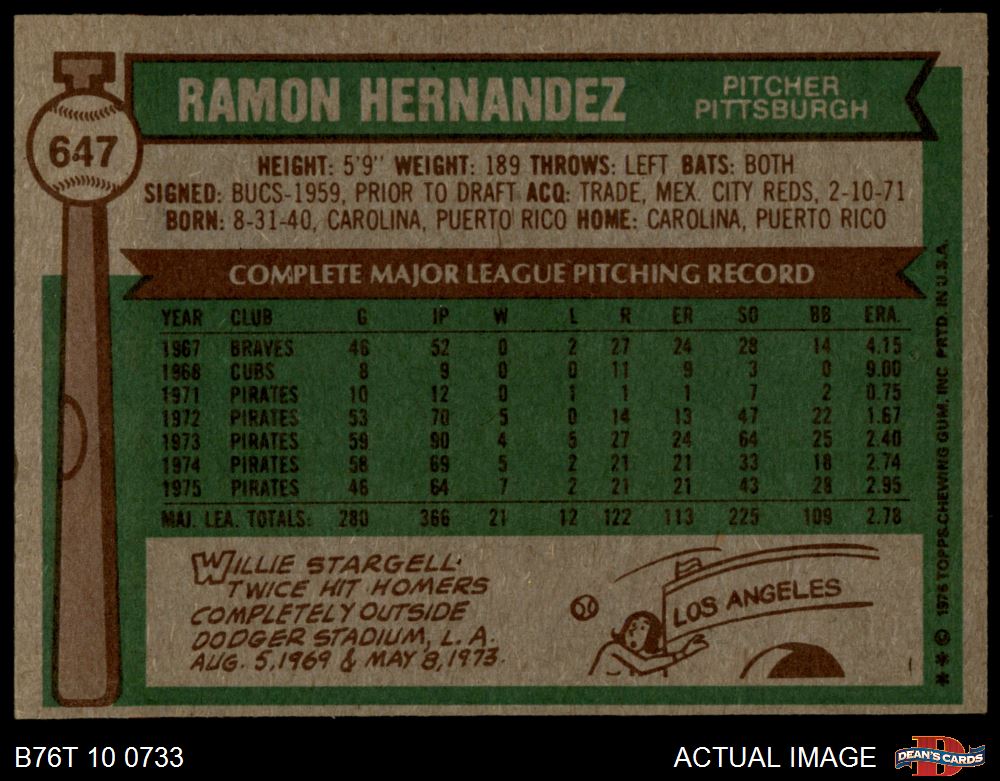 RAMON HERNANDEZ
PITCHER
PITTSBURGH
647
HEIGHT: 5'9" WEIGHT: 189 THROWS: LEFT BATS: BOTH
SIGNED: BUCS-1959, PRIOR TO DRAFT ACQ: TRADE, MEX. CITY REDS, 2-10-71
BORN: 8-31-40, CAROLINA, PUERTO RICO HOME: CAROLINA, PUERTO RICO
COMPLETE MAJOR LEAGUE PITCHING RECORD
YEAR CLUB G IP W L R ER SO BB ERA.
1967 BRAVES 46 52 0 2 27 24 28 14 4.15
1968 CUBS 8 9 0 0 11 9 3 0 9.00
1971 PIRATES 10 12 0 1 1 1 7 2 0.75
1972 PIRATES 53 70 5 0 14 13 47 22 1.67
1973 PIRATES 59 90 4 5 27 24 64 25 2.40
1974 PIRATES 58 69 5 2 21 21 33 18 2.74
1975 PIRATES 46 64 7 2 21 21 43 28 2.95
MAJ. LEA. TOTALS: 280 366 21 12 122 113 225 109 2.78
WILLIE STARGELL
TWICE HIT HOMERS
COMPLETELY OUTSIDE
DODGER STADIUM, L.A.
AUG. 5, 1969 & MAY 8, 1973.
LOS ANGELES
** © 1976 TOPPS CHEWING GUM, INC PRTD. IN U.S.A.
B76T 10 0733
ACTUAL IMAGE
D
DEAN'S CARDS